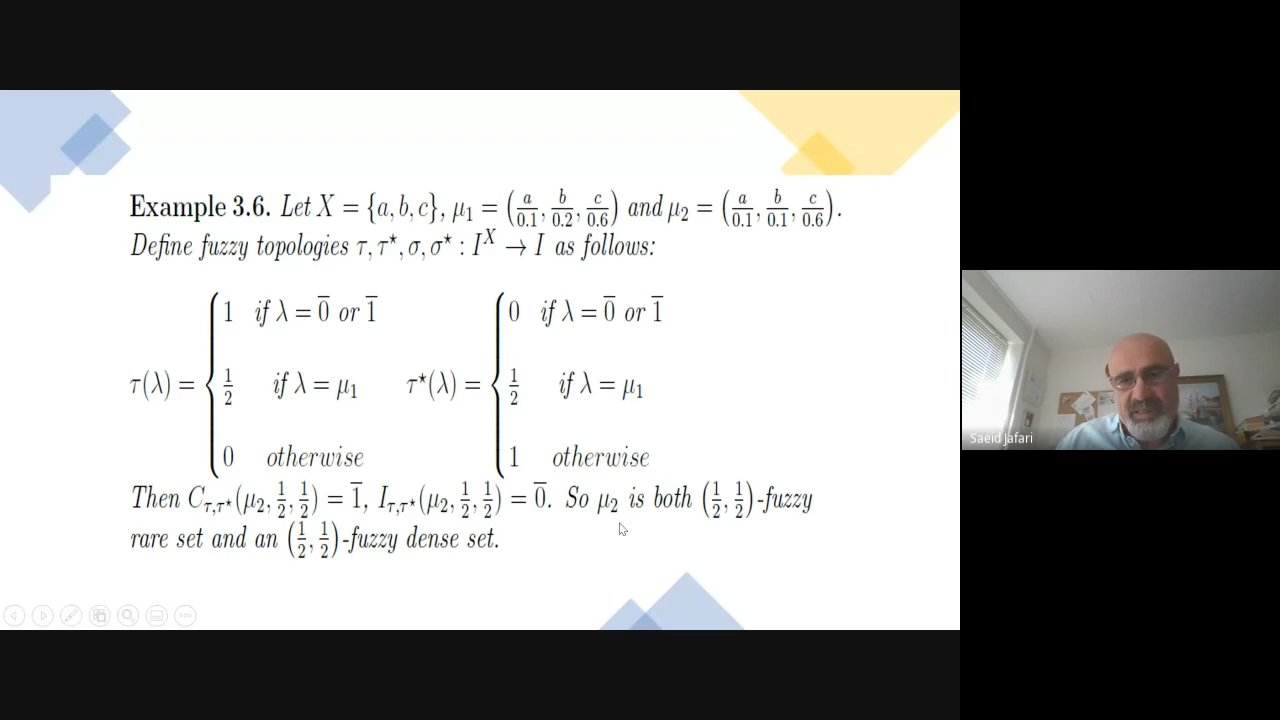 Example 3.6. Let X = {a, b, c}, μ₁ = (a/0.1, b/0.2, c/0.6) and μ₂ = (a/0.1, b/0.1, c/0.6).
Define fuzzy topologies τ, τ⋆, σ, σ⋆ : I^X → I as follows:
τ(λ) = { 1 if λ = 0̅ or 1̅
1/2 if λ = μ₁
0 otherwise
τ⋆(λ) = { 0 if λ = 0̅ or 1̅
1/2 if λ = μ₁
1 otherwise
Then C_τ,τ⋆(μ₂, 1/2, 1/2) = 1̅, I_τ,τ⋆(μ₂, 1/2, 1/2) = 0̅. So μ₂ is both (1/2, 1/2)-fuzzy
rare set and an (1/2, 1/2)-fuzzy dense set.
Saeid Jafari